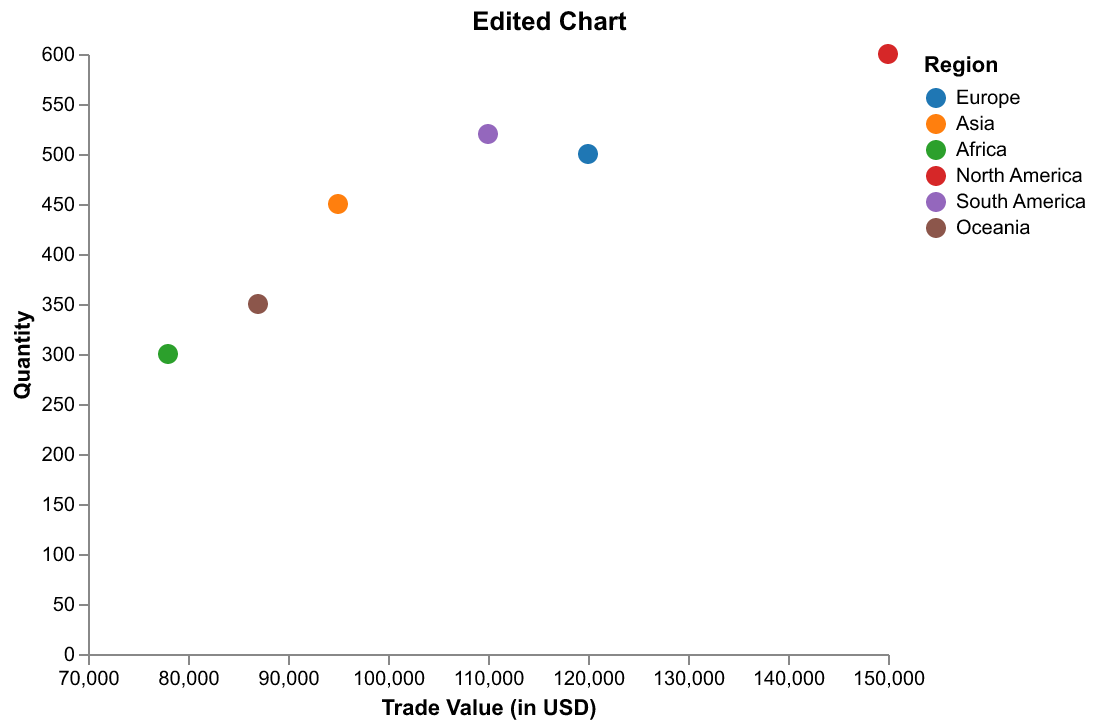 Edited Chart
600
550
500
450
400
350
300
250
200
150
100
50
0
Quantity
70,000 80,000 90,000 100,000 110,000 120,000 130,000 140,000 150,000
Trade Value (in USD)
Region
Europe
Asia
Africa
North America
South America
Oceania